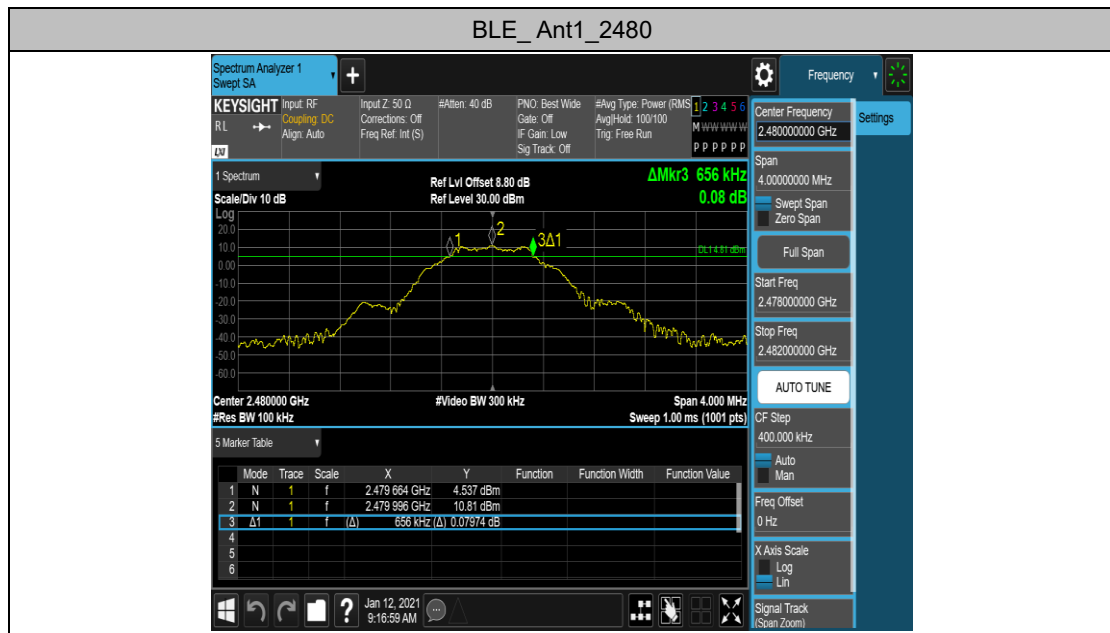 BLE_ Ant1_2480
Spectrum Analyzer 1
Swept SA
Frequency
KEYSIGHT
RL
LXI
Input: RF
Coupling: DC
Align: Auto
Input Z: 50 Ω
Corrections: Off
Freq Ref: Int (S)
#Atten: 40 dB
PNO: Best Wide
Gate: Off
IF Gain: Low
Sig Track: Off
#Avg Type: Power (RMS
Avg|Hold: 100/100
Trig: Free Run
1 2 3 4 5 6
M W W W W W
P P P P P P
1 Spectrum
Scale/Div 10 dB
Ref Lvl Offset 8.80 dB
Ref Level 30.00 dBm
ΔMkr3 656 kHz
0.08 dB
Log
20.0
10.0
0.00
-10.0
-20.0
-30.0
-40.0
-50.0
-60.0
1
2
3Δ1
DL1 4.81 dBm
Center 2.480000 GHz
#Res BW 100 kHz
#Video BW 300 kHz
Span 4.000 MHz
Sweep 1.00 ms (1001 pts)
5 Marker Table
Mode Trace Scale X Y Function Function Width Function Value
1 N 1 f 2.479 664 GHz 4.537 dBm
2 N 1 f 2.479 996 GHz 10.81 dBm
3 Δ1 1 f (Δ) 656 kHz (Δ) 0.07974 dB
4
5
6
Jan 12, 2021
9:16:59 AM
Settings
Center Frequency
2.480000000 GHz
Span
4.00000000 MHz
Swept Span
Zero Span
Full Span
Start Freq
2.478000000 GHz
Stop Freq
2.482000000 GHz
AUTO TUNE
CF Step
400.000 kHz
Auto
Man
Freq Offset
0 Hz
X Axis Scale
Log
Lin
Signal Track
(Span Zoom)